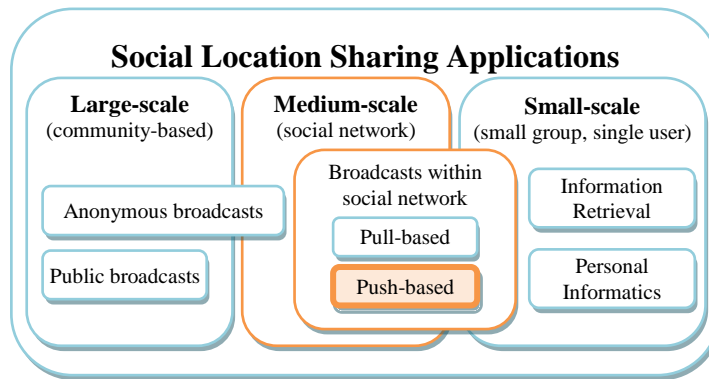 Social Location Sharing Applications
Large-scale
(community-based)
Anonymous broadcasts
Public broadcasts
Medium-scale
(social network)
Broadcasts within
social network
Pull-based
Push-based
Small-scale
(small group, single user)
Information
Retrieval
Personal
Informatics